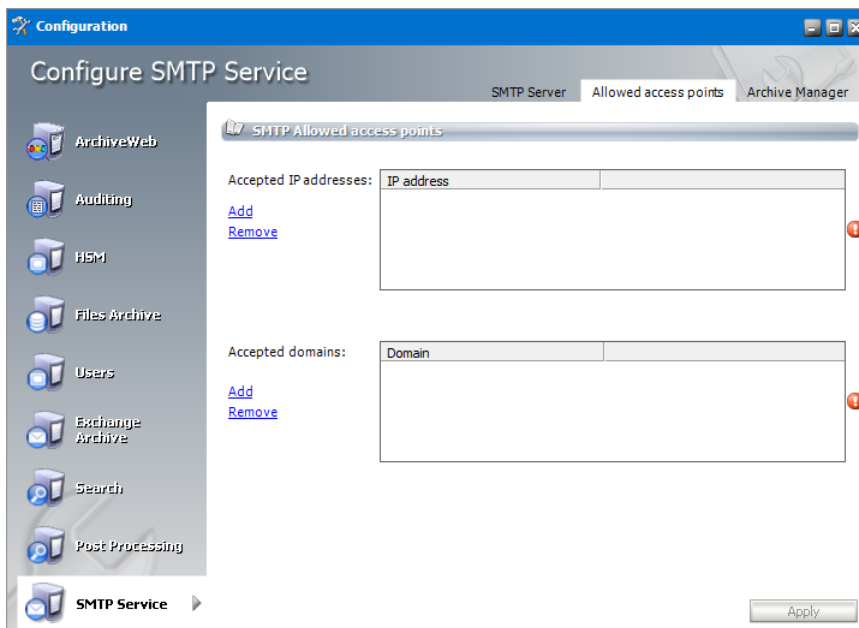 Configuration
Configure SMTP Service
SMTP Server
Allowed access points
Archive Manager
ArchiveWeb
Auditing
HSM
Files Archive
Users
Exchange
Archive
Search
Post Processing
SMTP Service
SMTP Allowed access points
Accepted IP addresses:
IP address
Add
Remove
Accepted domains:
Domain
Add
Remove
Apply